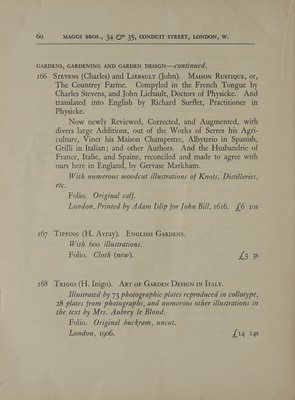 60 MAGGS BROS., 34 & 35, CONDUIT STREET, LONDON, W.
GARDENS, GARDENING AND GARDEN DESIGN—continued.
166 STEVENS (Charles) and LIEBAULT (John). MAISON RUSTIQUE, or,
The Countrey Farme. Compyled in the French Tongue by
Charles Stevens, and John Liebault, Doctors of Physicke. And
translated into English by Richard Surflet, Practitioner in
Physicke.
Now newly Reviewed, Corrected, and Augmented, with
divers large Additions, out of the Works of Serres his Agri-
culture, Vinet his Maison Champestre, Albyterio in Spanish,
Grilli in Italian; and other Authors. And the Husbandrie of
France, Italie, and Spaine, reconciled and made to agree with
ours here in England, by Gervase Markham.
With numerous woodcut illustrations of Knots, Distilleries,
etc.
Folio. Original calf.
London, Printed by Adam Islip for John Bill, 1616. £6 10s
167 TIPPING (H. Avray). ENGLISH GARDENS.
With 600 illustrations.
Folio. Cloth (new). £3 3s
168 TRIGGS (H. Inigo). ART OF GARDEN DESIGN IN ITALY.
Illustrated by 73 photographic plates reproduced in collotype,
28 plates from photographs, and numerous other illustrations in
the text by Mrs. Aubrey le Blond.
Folio. Original buckram, uncut.
London, 1906. £14 14s